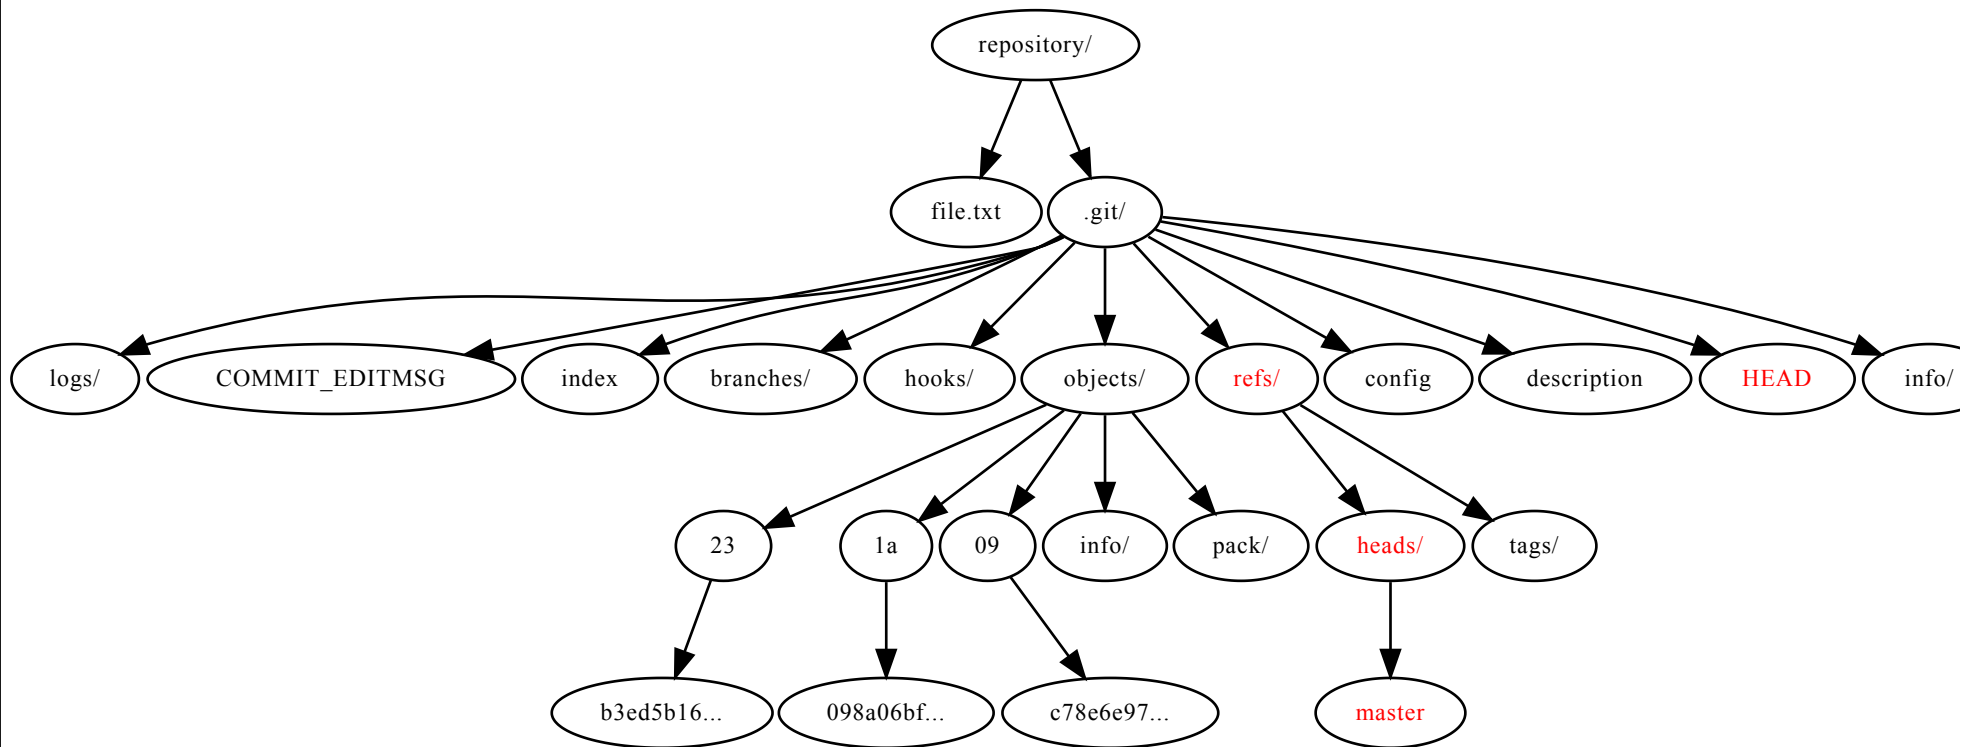 repository/
file.txt
.git/
logs/
COMMIT_EDITMSG
index
branches/
hooks/
objects/
refs/
config
description
HEAD
info/
23
1a
09
info/
pack/
heads/
tags/
b3ed5b16...
098a06bf...
c78e6e97...
master